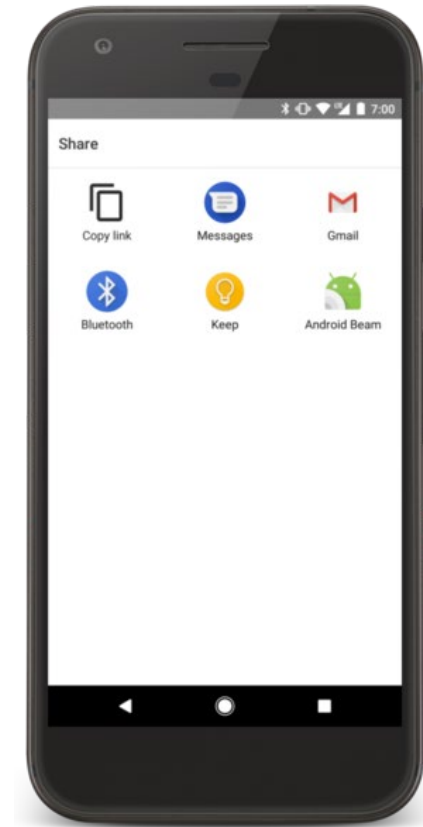 7:00
Share
Copy link
Messages
Gmail
Bluetooth
Keep
Android Beam